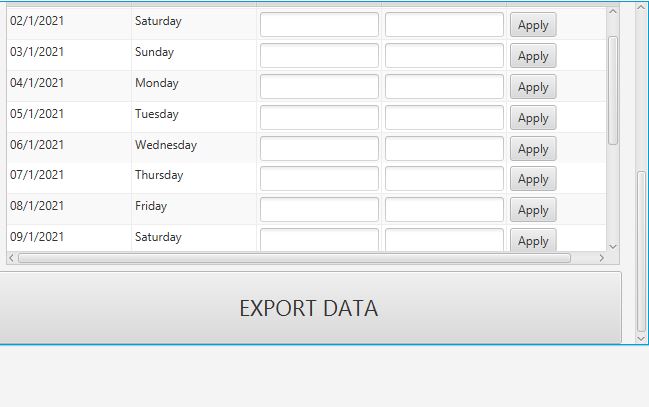 02/1/2021 Saturday Apply
03/1/2021 Sunday Apply
04/1/2021 Monday Apply
05/1/2021 Tuesday Apply
06/1/2021 Wednesday Apply
07/1/2021 Thursday Apply
08/1/2021 Friday Apply
09/1/2021 Saturday Apply
EXPORT DATA